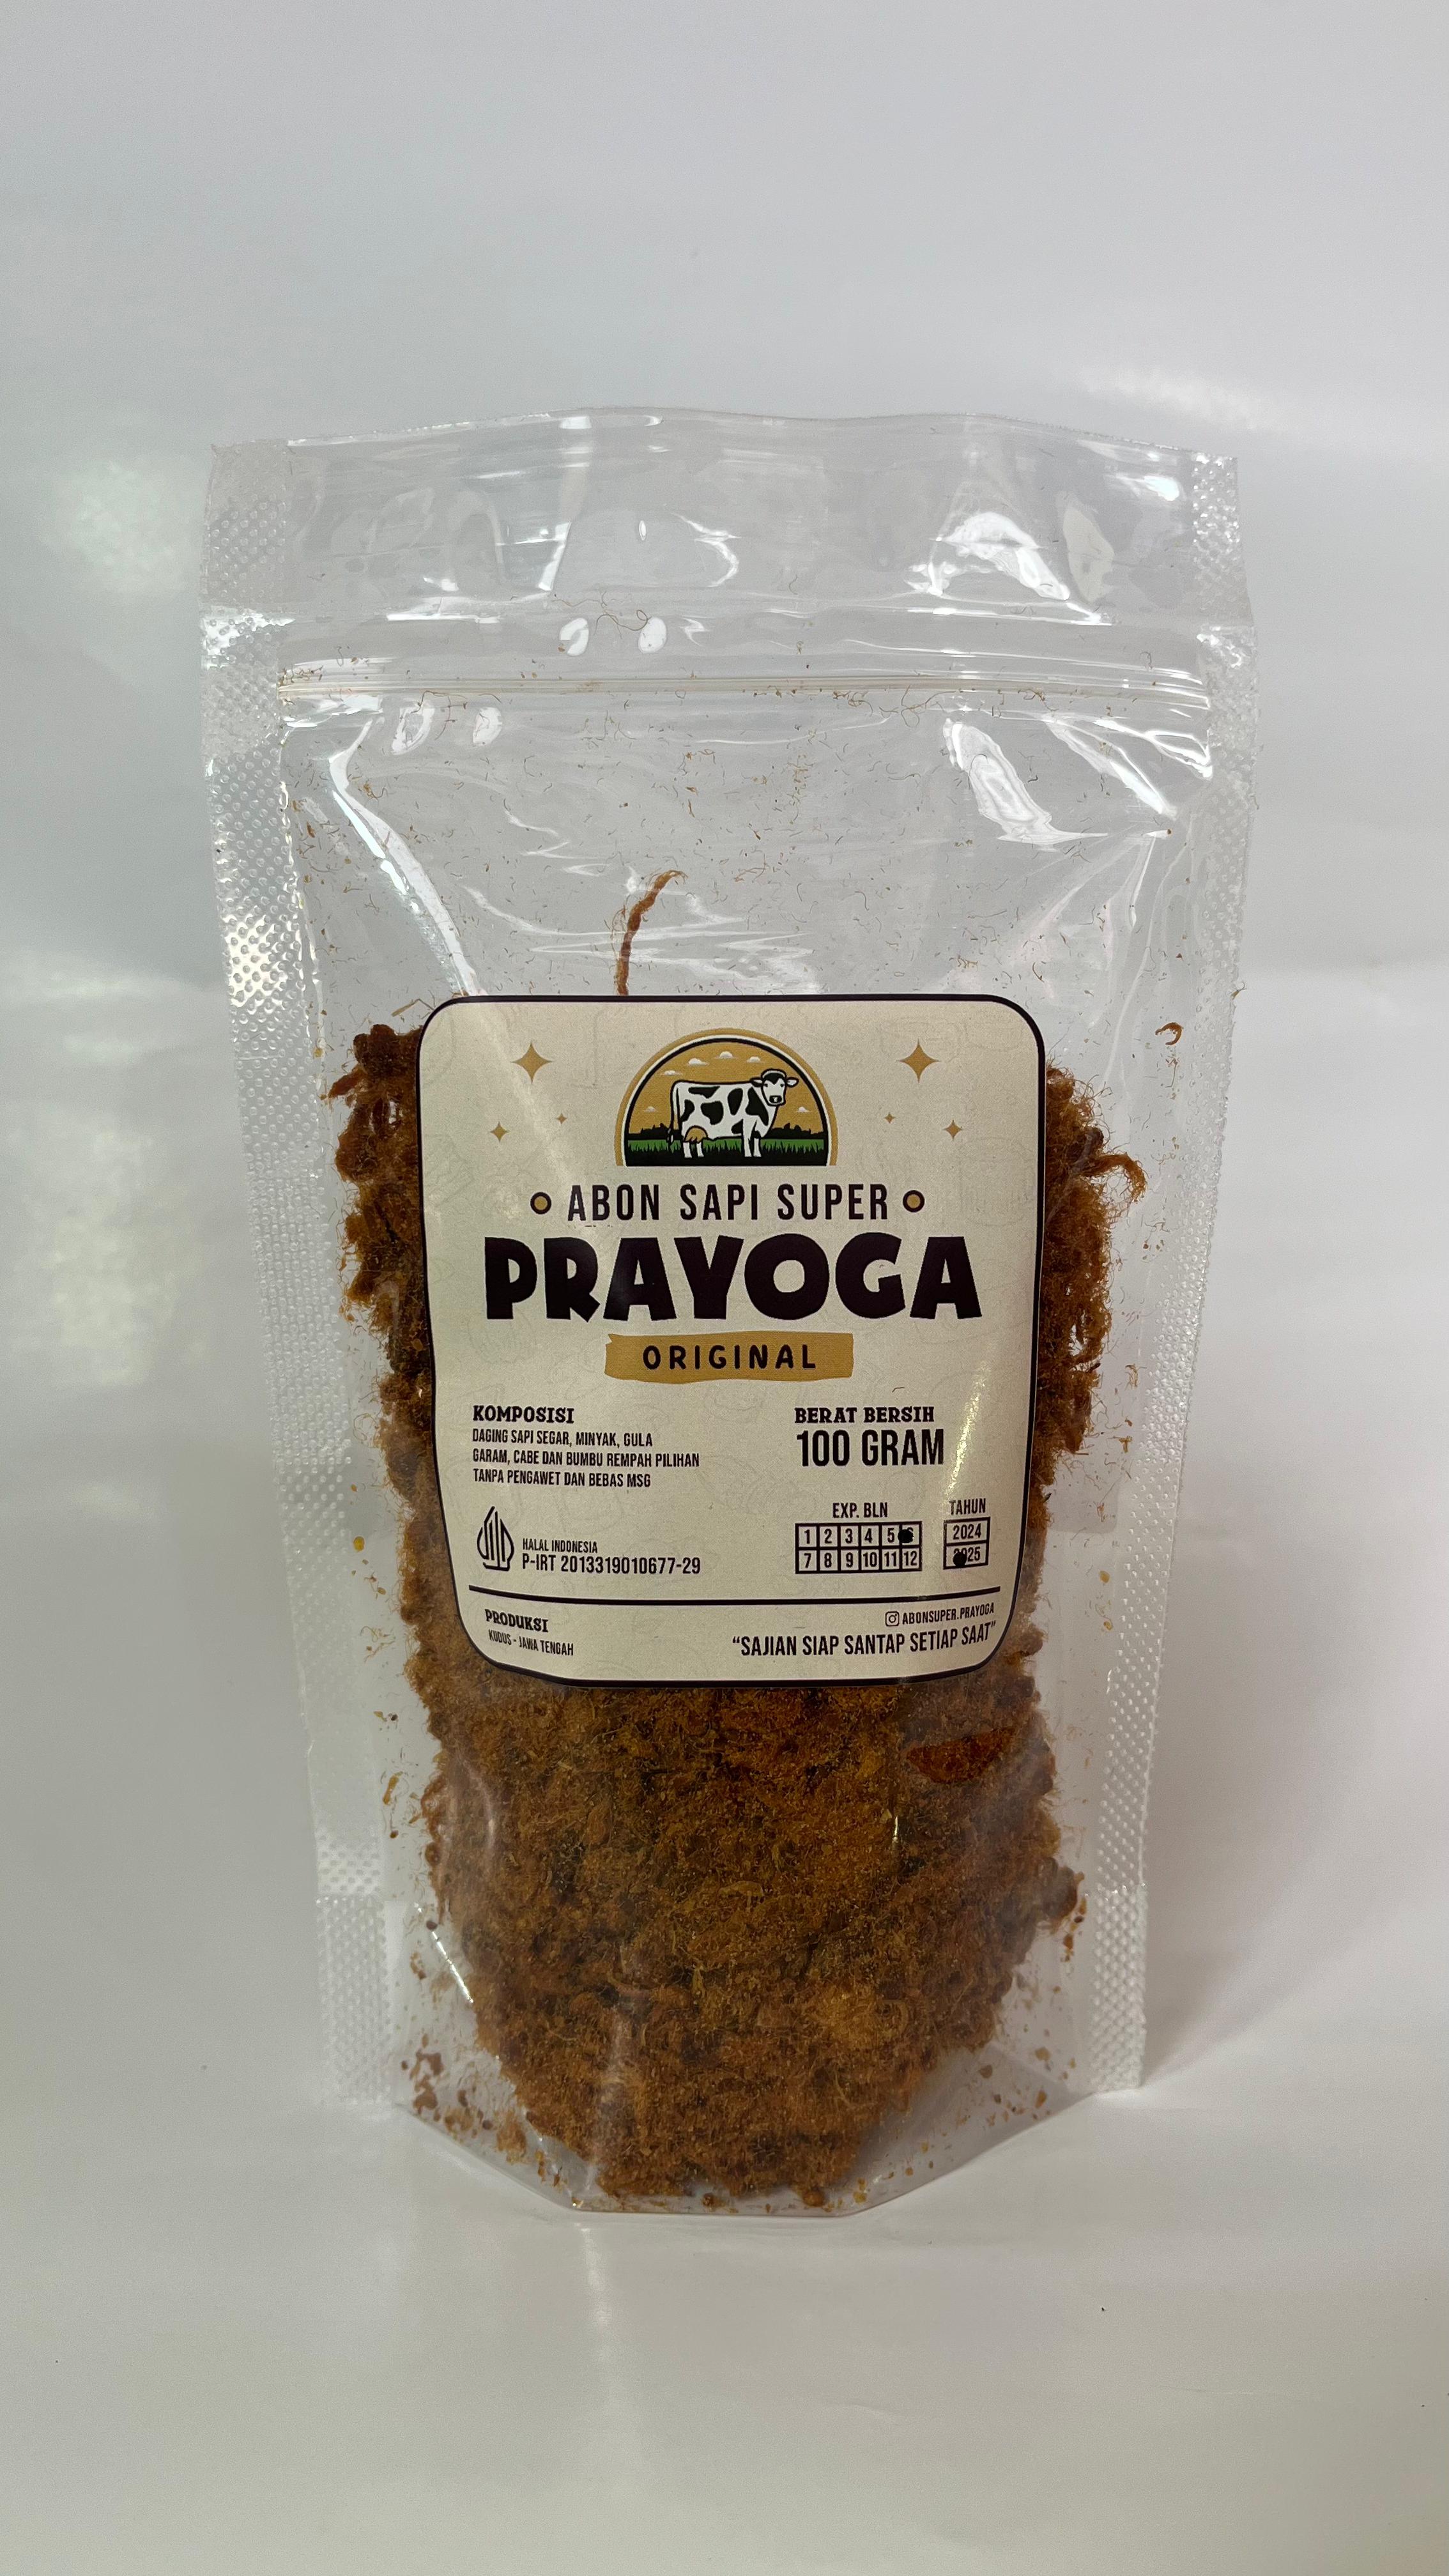 ABON SAPI SUPER
PRAYOGA
ORIGINAL
KOMPOSISI
DAGING SAPI SEGAR, MINYAK, GULA
GARAM, CABE DAN BUMBU REMPAH PILIHAN
TANPA PENGAWET DAN BEBAS MSG
HALAL INDONESIA
P-IRT 2013319010677-29
BERAT BERSIH
100 GRAM
EXP. BLN
1 2 3 4 5 6
7 8 9 10 11 12
TAHUN
2024
2025
PRODUKSI
KUDUS - JAWA TENGAH
ABONSUPER.PRAYOGA
“SAJIAN SIAP SANTAP SETIAP SAAT”